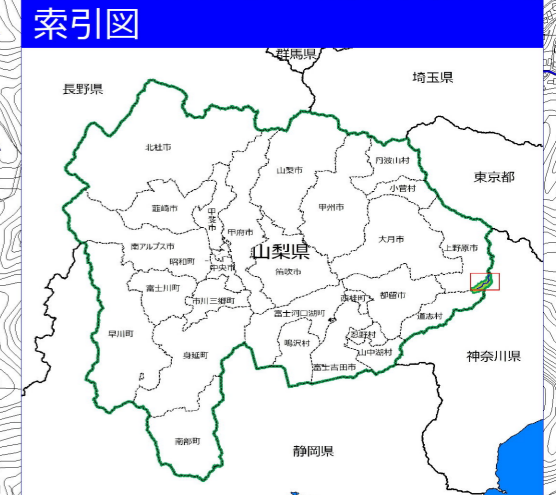 索引図
群馬県
埼玉県
長野県
北杜市
山梨市
丹波山村
小菅村
東京都
韮崎市
甲斐市
甲府市
甲州市
大月市
上野原市
南アルプス市
昭和町
山梨県
中央市
笛吹市
富士川町
市川三郷町
西桂町
都留市
富士河口湖町
道志村
早川町
身延町
鳴沢村
忍野村
山中湖村
富士吉田市
神奈川県
南部町
静岡県